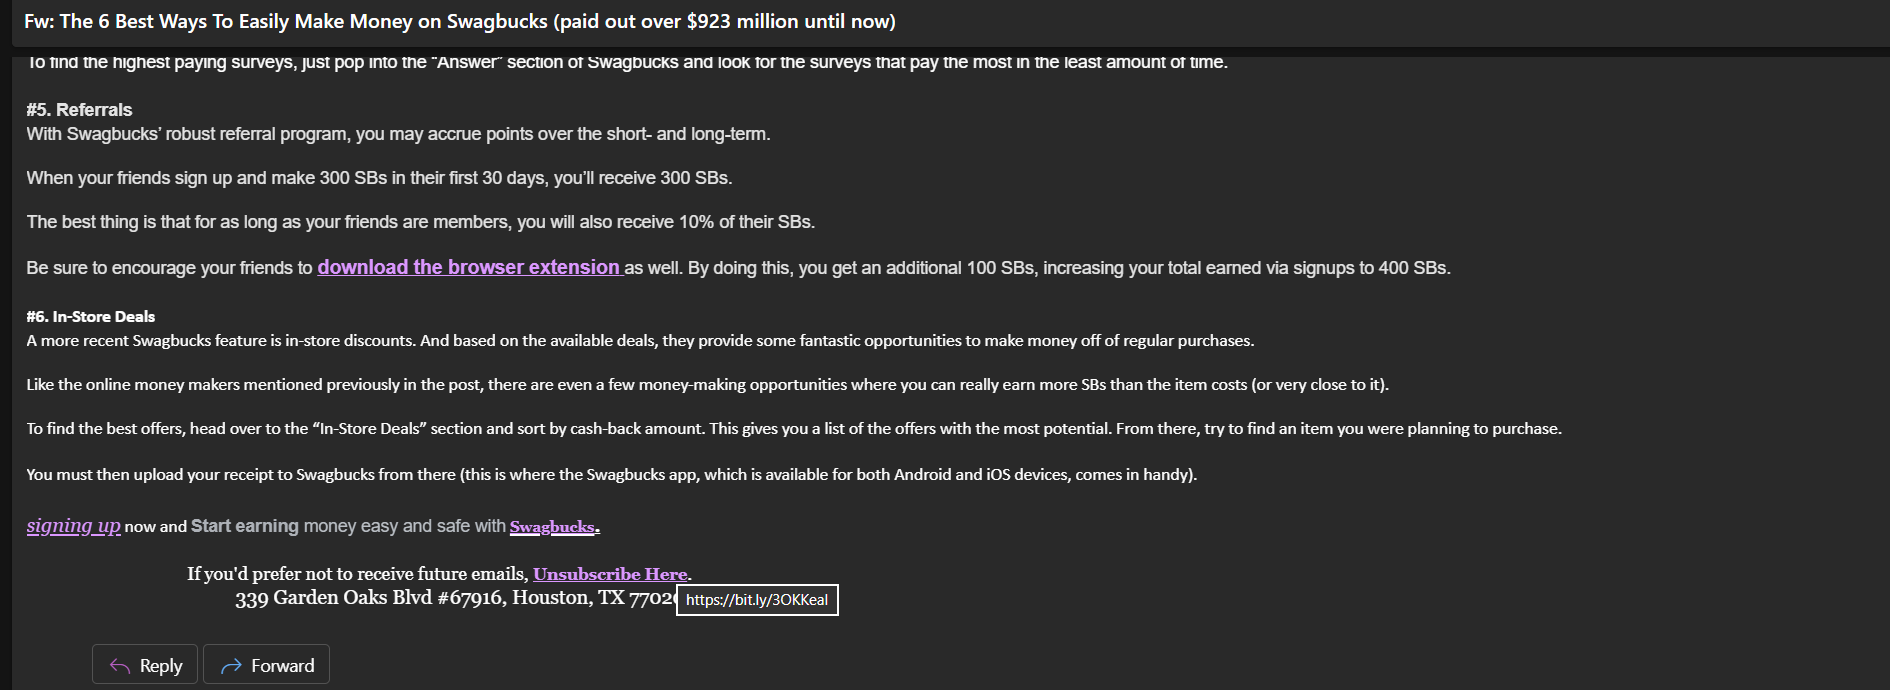 Fw: The 6 Best Ways To Easily Make Money on Swagbucks (paid out over $923 million until now)
To find the highest paying surveys, just pop into the “Answer” section of Swagbucks and look for the surveys that pay the most in the least amount of time.
#5. Referrals
With Swagbucks’ robust referral program, you may accrue points over the short- and long-term.
When your friends sign up and make 300 SBs in their first 30 days, you’ll receive 300 SBs.
The best thing is that for as long as your friends are members, you will also receive 10% of their SBs.
Be sure to encourage your friends to download the browser extension as well. By doing this, you get an additional 100 SBs, increasing your total earned via signups to 400 SBs.
#6. In-Store Deals
A more recent Swagbucks feature is in-store discounts. And based on the available deals, they provide some fantastic opportunities to make money off of regular purchases.
Like the online money makers mentioned previously in the post, there are even a few money-making opportunities where you can really earn more SBs than the item costs (or very close to it).
To find the best offers, head over to the “In-Store Deals” section and sort by cash-back amount. This gives you a list of the offers with the most potential. From there, try to find an item you were planning to purchase.
You must then upload your receipt to Swagbucks from there (this is where the Swagbucks app, which is available for both Android and iOS devices, comes in handy).
signing up now and Start earning money easy and safe with Swagbucks.
If you'd prefer not to receive future emails, Unsubscribe Here.
339 Garden Oaks Blvd #67916, Houston, TX
https://bit.ly/3OKKeal
Reply Forward